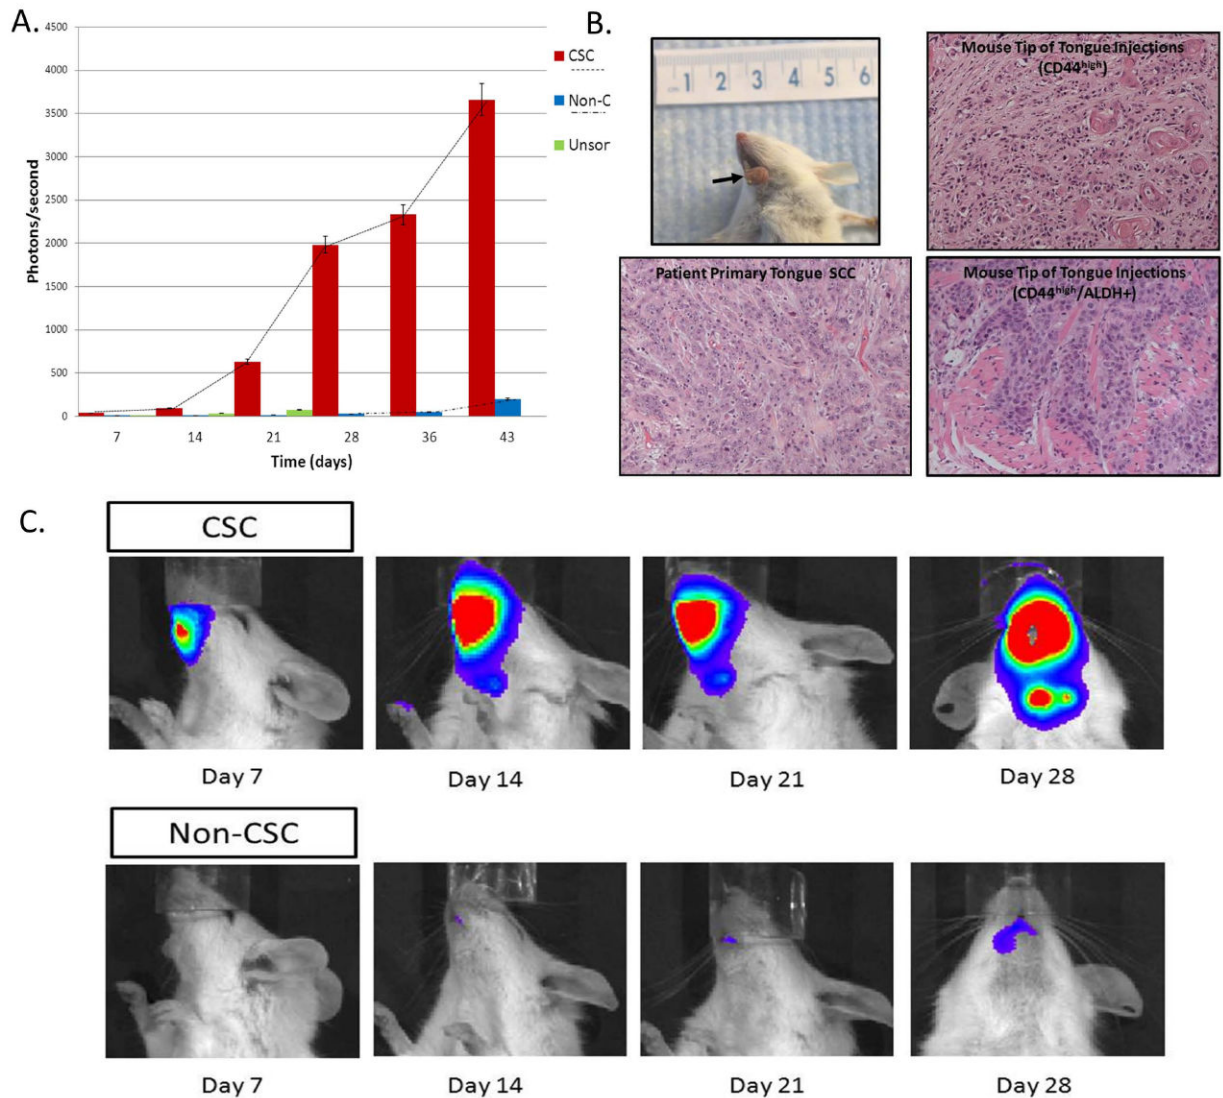 A.
4500
4000
3500
3000
2500
2000
1500
1000
500
0
Photons/second
7 14 21 28 36 43
Time (days)
CSC
Non-C
Unsor
B.
cm 1 2 3 4 5 6
Mouse Tip of Tongue Injections
(CD44high)
Patient Primary Tongue SCC
Mouse Tip of Tongue Injections
(CD44high/ALDH+)
C.
CSC
Day 7 Day 14 Day 21 Day 28
Non-CSC
Day 7 Day 14 Day 21 Day 28